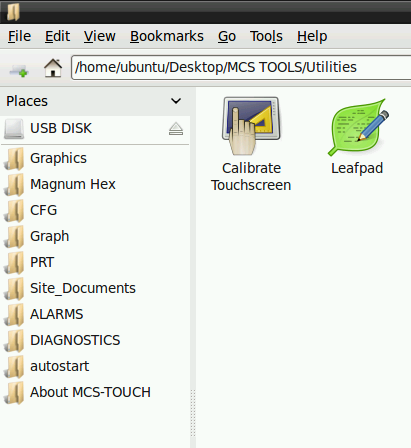 File Edit View Bookmarks Go Tools Help
/home/ubuntu/Desktop/MCS TOOLS/Utilities
Places
USB DISK
Graphics
Magnum Hex
CFG
Graph
PRT
Site_Documents
ALARMS
DIAGNOSTICS
autostart
About MCS-TOUCH
Calibrate
Touchscreen
Leafpad